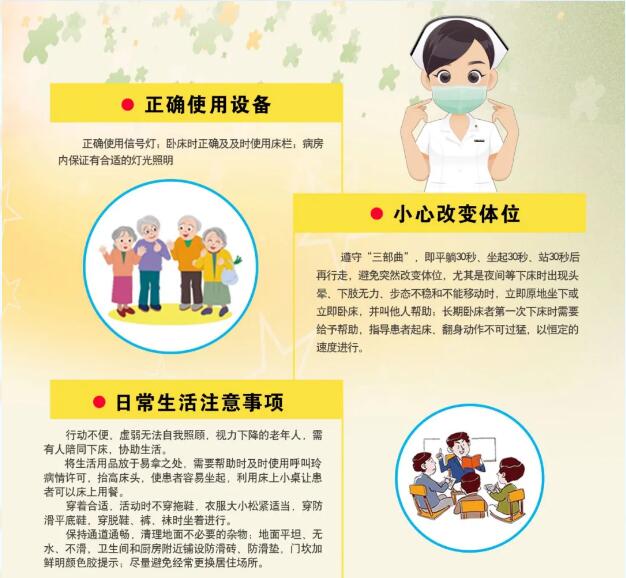 正确使用设备
正确使用信号灯；卧床时正确及及时使用床栏；病房
内保证有合适的灯光照明
小心改变体位
遵守“三部曲”，即平躺30秒、坐起30秒、站30秒后
再行走，避免突然改变体位，尤其是夜间等下床时出现头
晕、下肢无力、步态不稳和不能移动时，立即原地坐下或
立即卧床，并叫他人帮助；长期卧床者第一次下床时需要
给予帮助，指导患者起床、翻身动作不可过猛，以恒定的
速度进行。
日常生活注意事项
行动不便，虚弱无法自我照顾，视力下降的老年人，需
有人陪同下床，协助生活。
将生活用品放于易拿之处，需要帮助时及时使用呼叫玲
病情许可，抬高床头，使患者容易坐起，利用床上小桌让患
者可以床上用餐。
穿着合适，活动时不穿拖鞋，衣服大小松紧适当，穿防
滑平底鞋，穿脱鞋、裤、袜时坐着进行。
保持通道通畅，清理地面不必要的杂物；地面平坦、无
水、不滑，卫生间和厨房附近铺设防滑砖、防滑垫，门坎加
鲜明颜色胶提示；尽量避免经常更换居住场所。